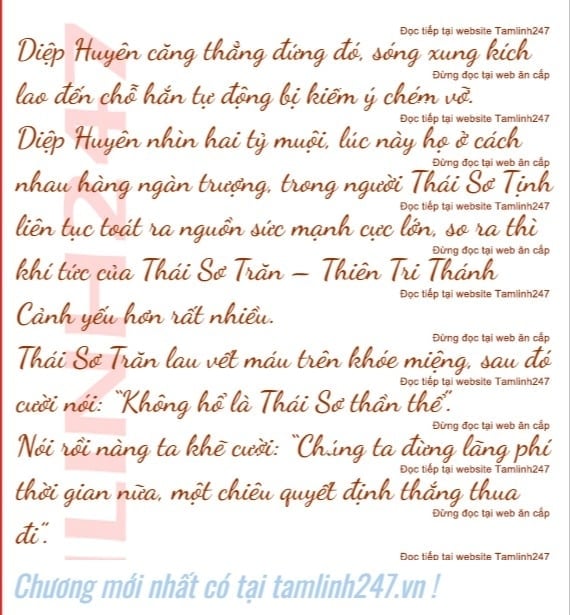 Đọc tiếp tại website Tamlinh247
Diệp Huyên căng thẳng đứng đó, sóng xung kích
Đừng đọc tại web ăn cắp
lao đến chỗ hắn tự động bị kiếm ý chém vỡ.
Đọc tiếp tại website Tamlinh247
Diệp Huyên nhìn hai tỷ muội, lúc này họ ở cách
Đừng đọc tại web ăn cắp
nhau hàng ngàn trượng, trong người Thái Sơ Tịnh
Đọc tiếp tại website Tamlinh247
liên tục toát ra nguồn sức mạnh cực lớn, so ra thì
Đừng đọc tại web ăn cắp
khí tức của Thái Sơ Trăn – Thiên Tri Thánh
Đọc tiếp tại website Tamlinh247
Cảnh yếu hơn rất nhiều.
Đừng đọc tại web ăn cắp
Thái Sơ Trăn lau vết máu trên khóe miệng, sau đó
Đọc tiếp tại website Tamlinh247
cười nói: “Không hổ là Thái Sơ thần thể”.
Đừng đọc tại web ăn cắp
Nói rồi nàng ta khẽ cười: “Chúng ta đừng lãng phí
Đọc tiếp tại website Tamlinh247
thời gian nữa, một chiêu quyết định thắng thua
Đừng đọc tại web ăn cắp
đi”.
Đọc tiếp tại website Tamlinh247
LINH247
Chương mới nhất có tại tamlinh247.vn !